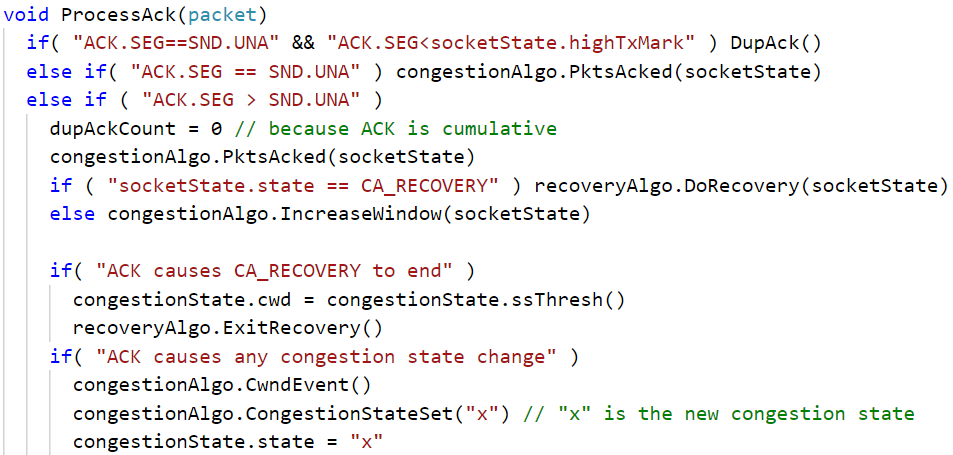 void ProcessAck(packet)
if( "ACK.SEG==SND.UNA" && "ACK.SEG<socketState.highTxMark" ) DupAck()
else if( "ACK.SEG == SND.UNA" ) congestionAlgo.PktsAcked(socketState)
else if ( "ACK.SEG > SND.UNA" )
dupAckCount = 0 // because ACK is cumulative
congestionAlgo.PktsAcked(socketState)
if ( "socketState.state == CA_RECOVERY" ) recoveryAlgo.DoRecovery(socketState)
else congestionAlgo.IncreaseWindow(socketState)
if( "ACK causes CA_RECOVERY to end" )
congestionState.cwd = congestionState.ssThresh()
recoveryAlgo.ExitRecovery()
if( "ACK causes any congestion state change" )
congestionAlgo.CwndEvent()
congestionAlgo.CongestionStateSet("x") // "x" is the new congestion state
congestionState.state = "x"